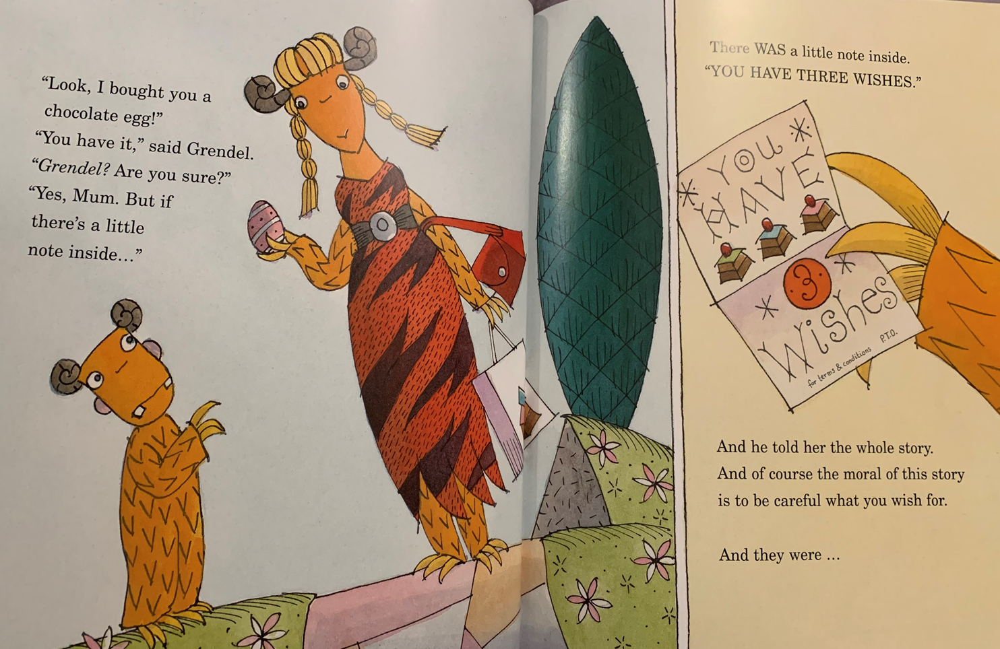 “Look, I bought you a
chocolate egg!”
“You have it,” said Grendel.
“Grendel? Are you sure?”
“Yes, Mum. But if
there’s a little
note inside…”
There WAS a little note inside.
“YOU HAVE THREE WISHES.”
YOU
HAVE
3
Wishes
for terms & conditions P.T.O.
And he told her the whole story.
And of course the moral of this story
is to be careful what you wish for.
And they were …